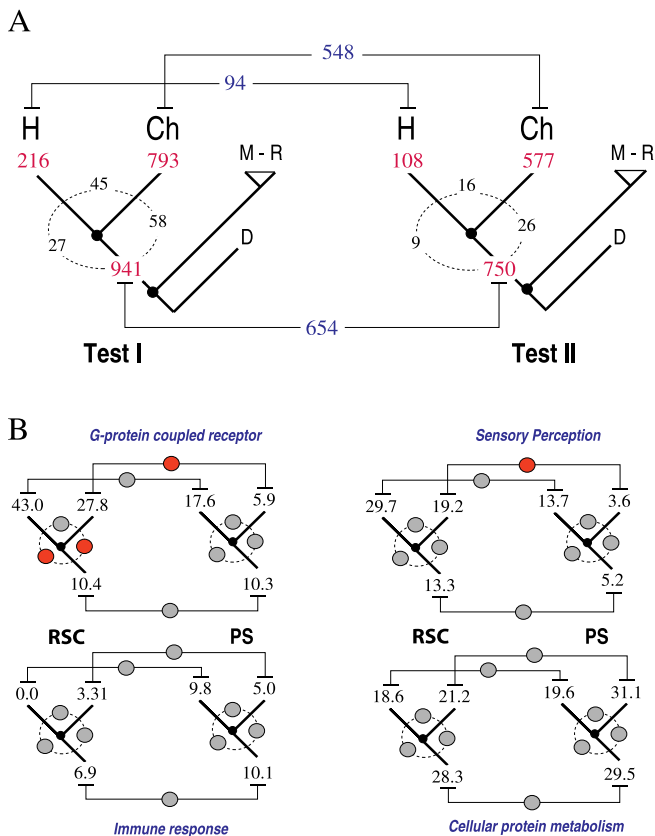 A
548
94
H Ch H Ch
216 793 M - R 108 577 M - R
45 16
58 26
27 D 9 D
941 750
654
Test I Test II
B
G-protein coupled receptor Sensory Perception
43.0 27.8 17.6 5.9 29.7 19.2 13.7 3.6
10.4 10.3 13.3 5.2
RSC PS RSC PS
0.0 3.31 9.8 5.0 18.6 21.2 19.6 31.1
6.9 10.1 28.3 29.5
Immune response Cellular protein metabolism